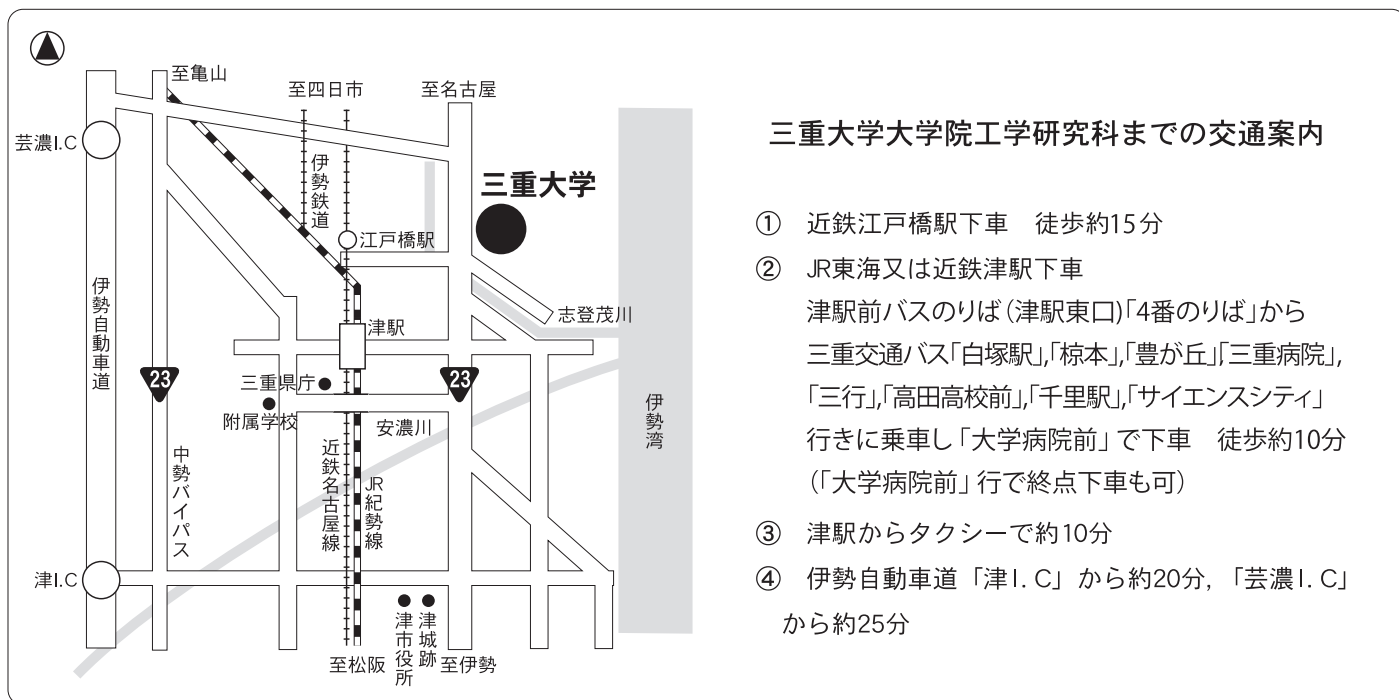 至亀山
至四日市
至名古屋
芸濃I.C
伊勢鉄道
三重大学
江戸橋駅
伊勢自動車道
志登茂川
津駅
23
23
三重県庁
附属学校
安濃川
伊勢湾
中勢バイパス
近鉄名古屋線
JR紀勢線
津I.C
津市役所
津城跡
至松阪
至伊勢
三重大学大学院工学研究科までの交通案内
① 近鉄江戸橋駅下車 徒歩約15分
② JR東海又は近鉄津駅下車
津駅前バスのりば(津駅東口)「4番のりば」から
三重交通バス「白塚駅」,「椋本」,「豊が丘」,「三重病院」,
「三行」,「高田高校前」,「千里駅」,「サイエンスシティ」
行きに乗車し「大学病院前」で下車 徒歩約10分
(「大学病院前」行で終点下車も可)
③ 津駅からタクシーで約10分
④ 伊勢自動車道「津I.C」から約20分,「芸濃I.C」
から約25分